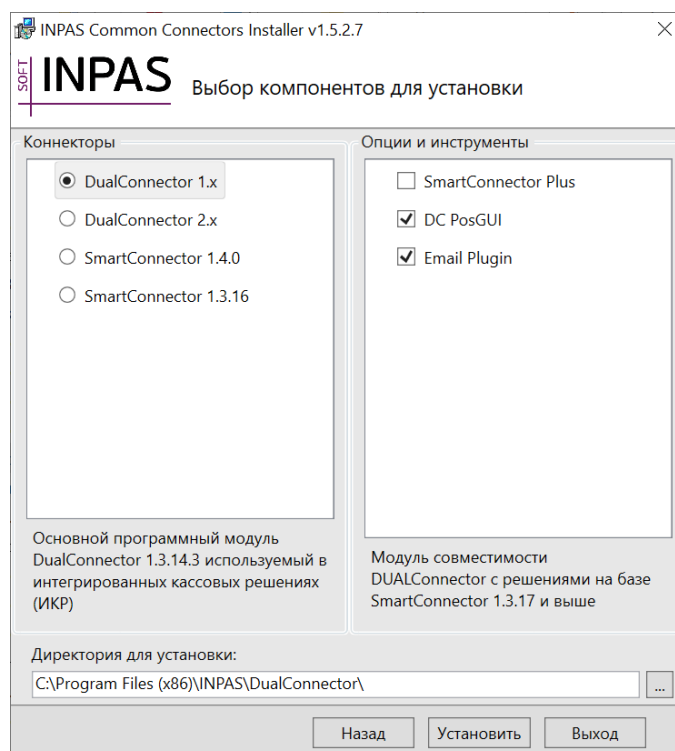 INPAS Common Connectors Installer v1.5.2.7
SOFT INPAS
Выбор компонентов для установки
Коннекторы
DualConnector 1.x
DualConnector 2.x
SmartConnector 1.4.0
SmartConnector 1.3.16
Основной программный модуль
DualConnector 1.3.14.3 используемый в
интегрированных кассовых решениях
(ИКР)
Опции и инструменты
SmartConnector Plus
DC PosGUI
Email Plugin
Модуль совместимости
DUALConnector с решениями на базе
SmartConnector 1.3.17 и выше
Директория для установки:
C:\Program Files (x86)\INPAS\DualConnector\
...
Назад
Установить
Выход